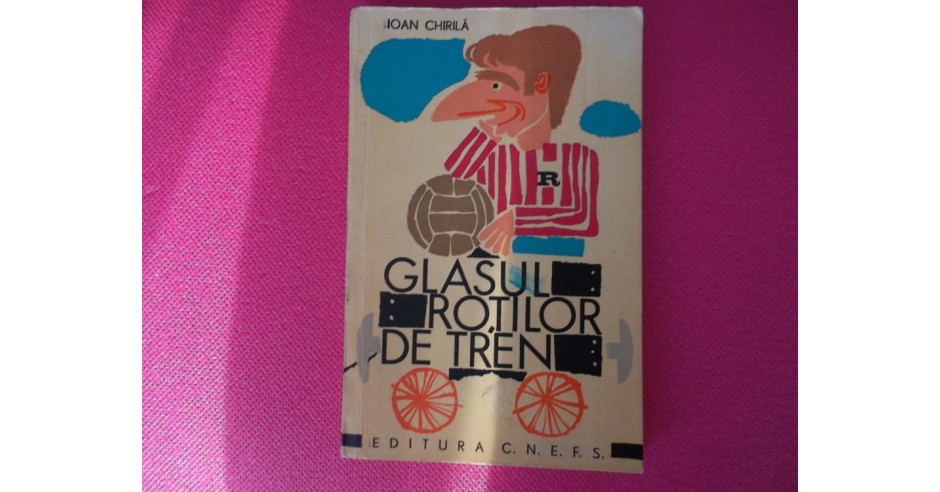 IOAN CHIRILĂ
R
GLASUL
ROȚILOR
DE TREN
EDITURA C.N.E.F.S.